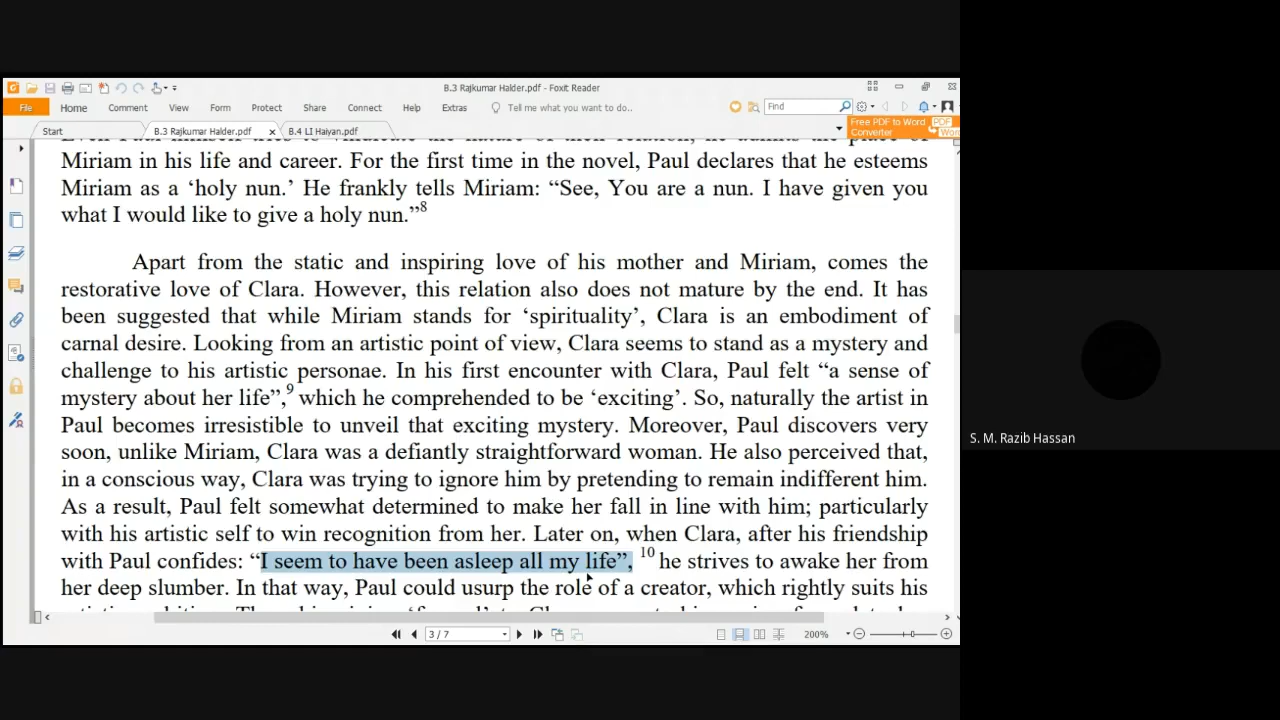 B.3 Rajkumar Halder.pdf - Foxit Reader
File Home Comment View Form Protect Share Connect Help Extras Tell me what you want to do.. Find
Start B.3 Rajkumar Halder.pdf B.4 LI Haiyan.pdf Free PDF to Word Converter
Miriam in his life and career. For the first time in the novel, Paul declares that he esteems
Miriam as a ‘holy nun.’ He frankly tells Miriam: “See, You are a nun. I have given you
what I would like to give a holy nun.”8
Apart from the static and inspiring love of his mother and Miriam, comes the
restorative love of Clara. However, this relation also does not mature by the end. It has
been suggested that while Miriam stands for ‘spirituality’, Clara is an embodiment of
carnal desire. Looking from an artistic point of view, Clara seems to stand as a mystery and
challenge to his artistic personae. In his first encounter with Clara, Paul felt “a sense of
mystery about her life”,9 which he comprehended to be ‘exciting’. So, naturally the artist in
Paul becomes irresistible to unveil that exciting mystery. Moreover, Paul discovers very
soon, unlike Miriam, Clara was a defiantly straightforward woman. He also perceived that,
in a conscious way, Clara was trying to ignore him by pretending to remain indifferent him.
As a result, Paul felt somewhat determined to make her fall in line with him; particularly
with his artistic self to win recognition from her. Later on, when Clara, after his friendship
with Paul confides: “I seem to have been asleep all my life”, 10 he strives to awake her from
her deep slumber. In that way, Paul could usurp the role of a creator, which rightly suits his
3 / 7 200%
S. M. Razib Hassan